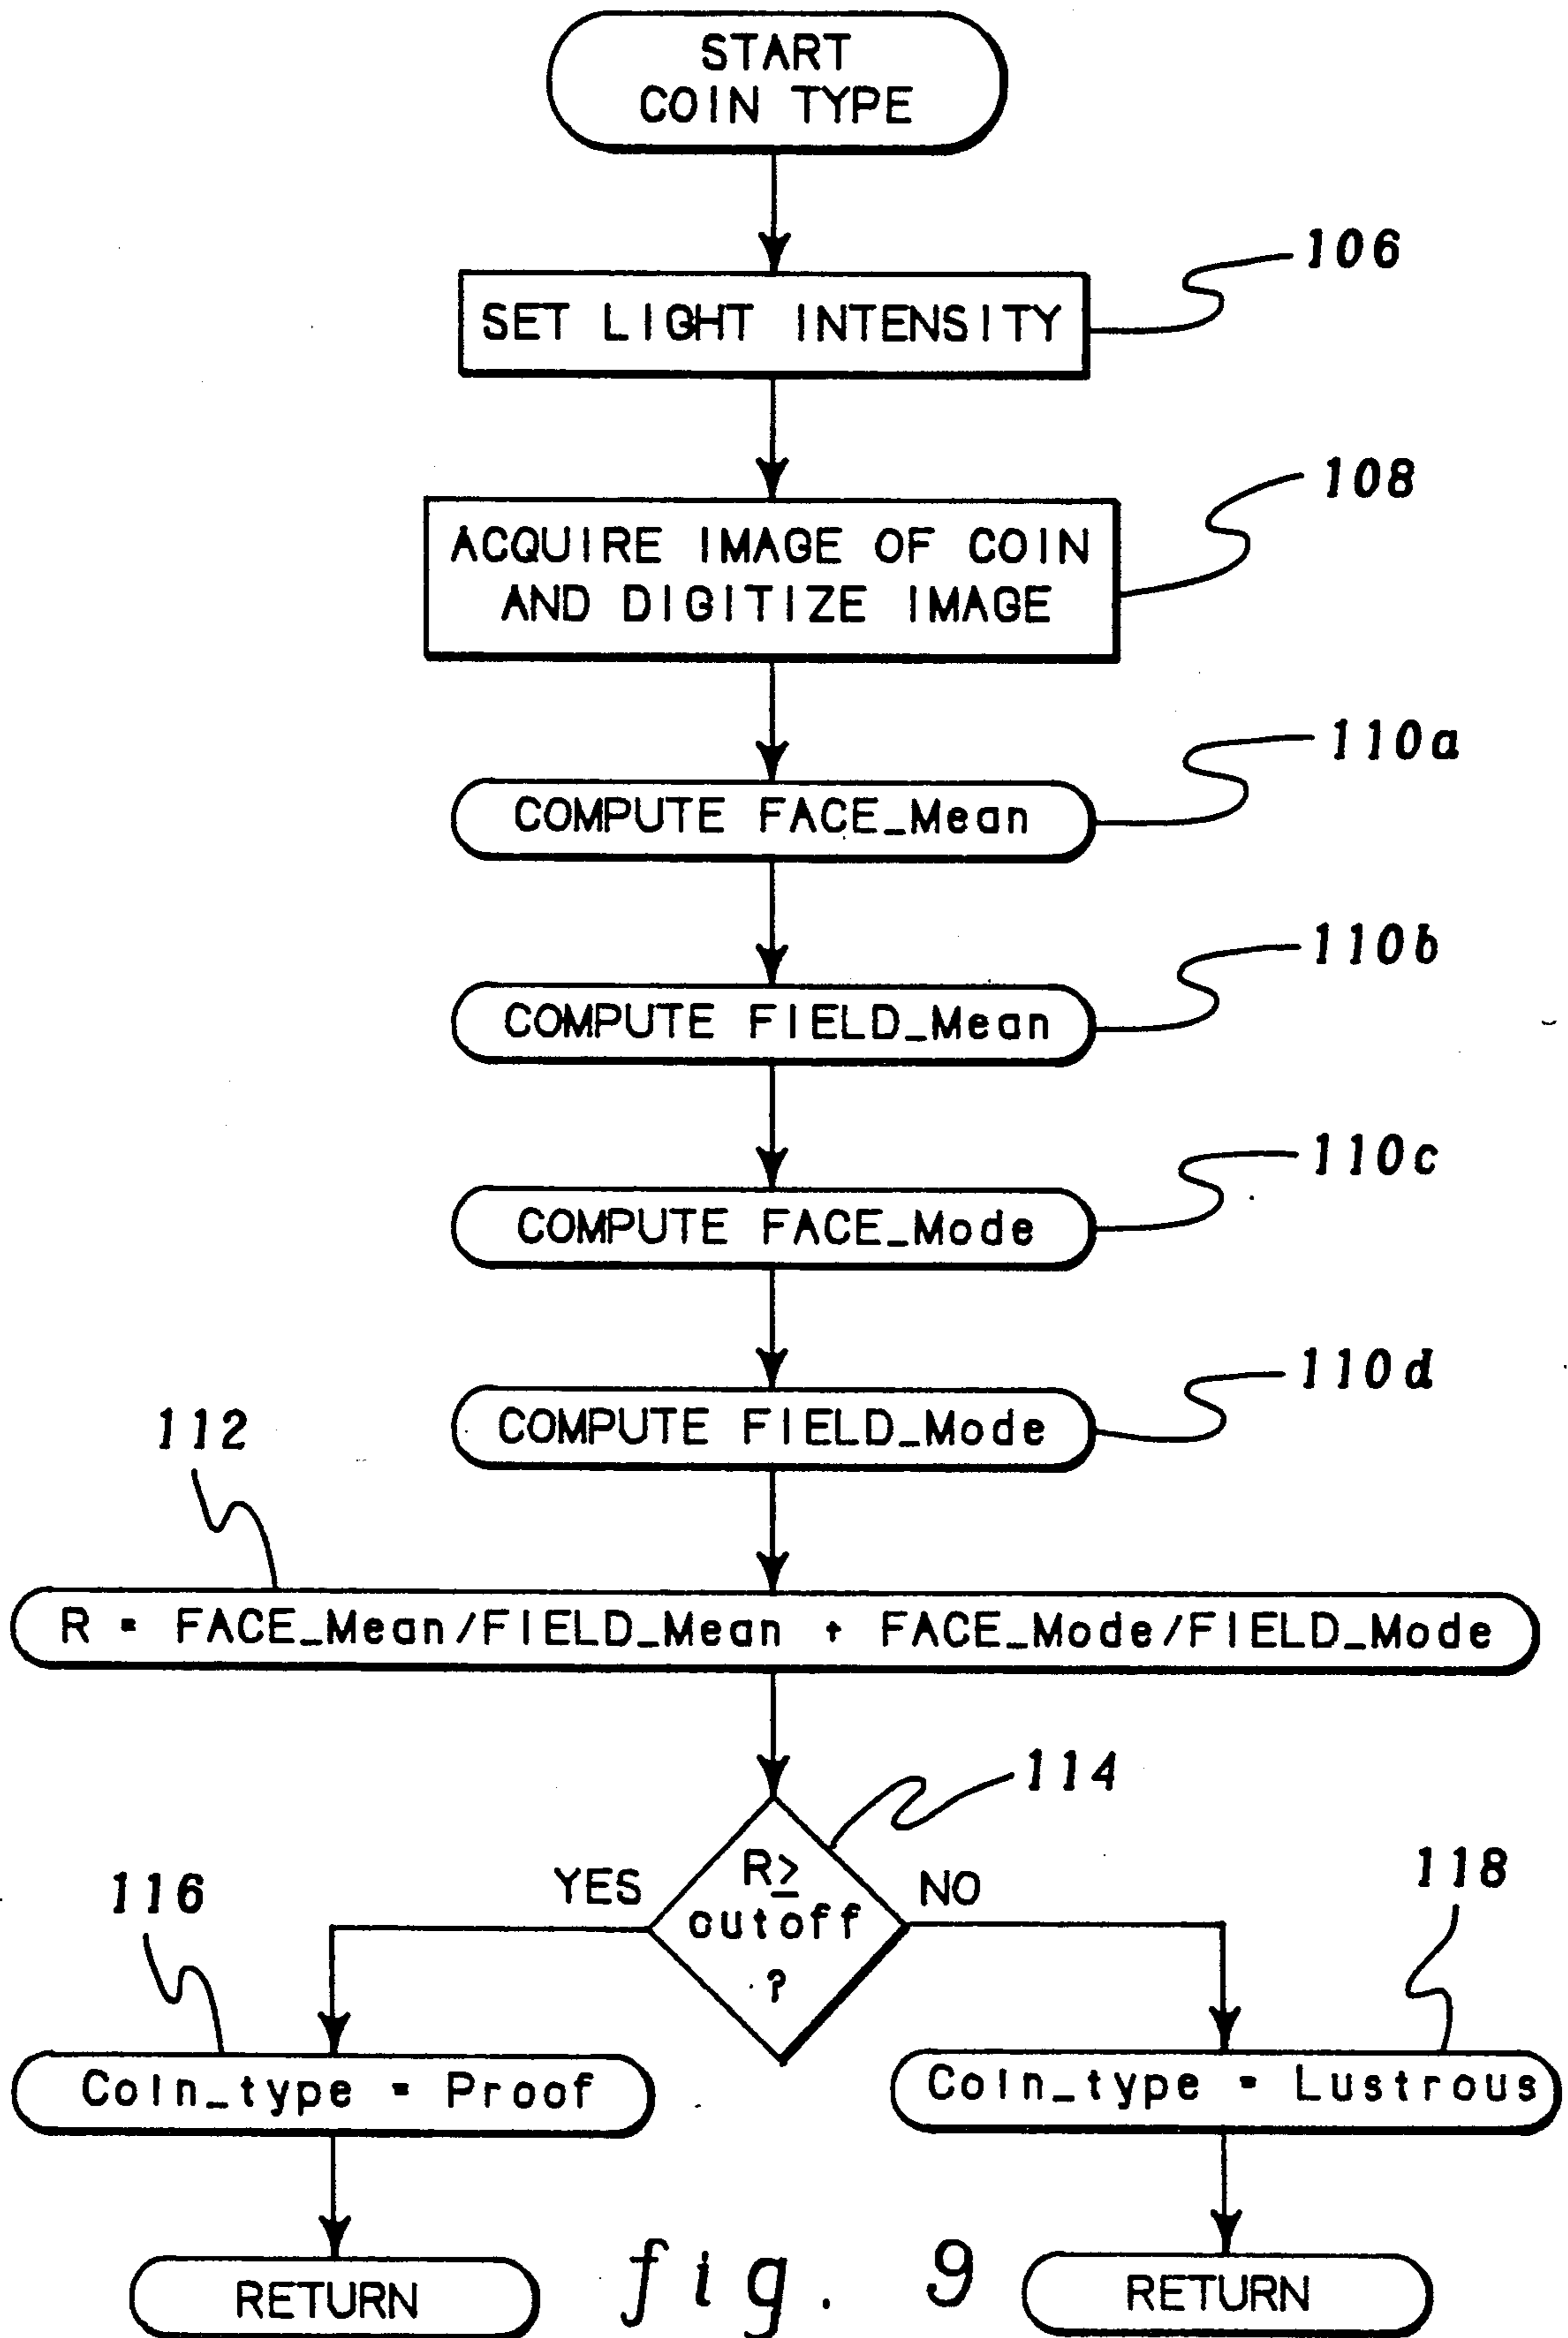 START
COIN TYPE
106
SET LIGHT INTENSITY
108
ACQUIRE IMAGE OF COIN
AND DIGITIZE IMAGE
110a
COMPUTE FACE_Mean
110b
COMPUTE FIELD_Mean
110c
COMPUTE FACE_Mode
110d
COMPUTE FIELD_Mode
112
R = FACE_Mean/FIELD_Mean + FACE_Mode/FIELD_Mode
114
R≥
cutoff
?
YES
NO
116
118
Coin_type = Proof
Coin_type = Lustrous
RETURN
fig. 9
RETURN